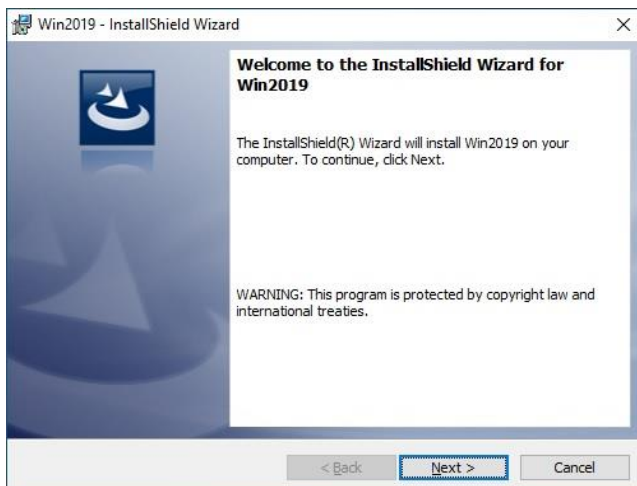 Win2019 - InstallShield Wizard
Welcome to the InstallShield Wizard for
Win2019
The InstallShield(R) Wizard will install Win2019 on your
computer. To continue, click Next.
WARNING: This program is protected by copyright law and
international treaties.
< Back
Next >
Cancel